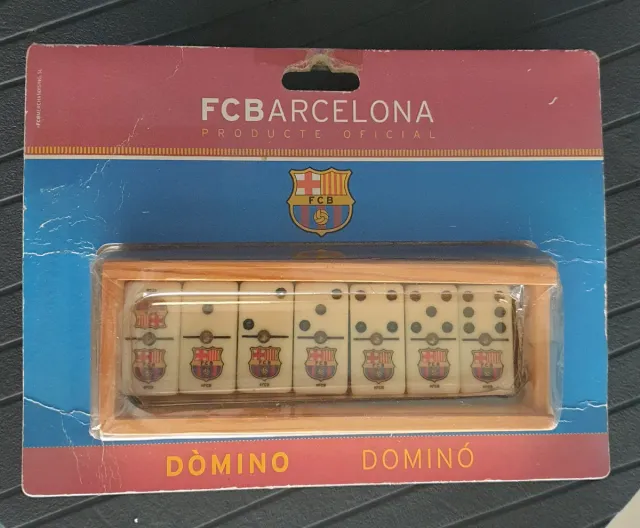 FCBARCELONA
PRODUCTE OFICIAL
FCB
DÒMINO DOMINÓ